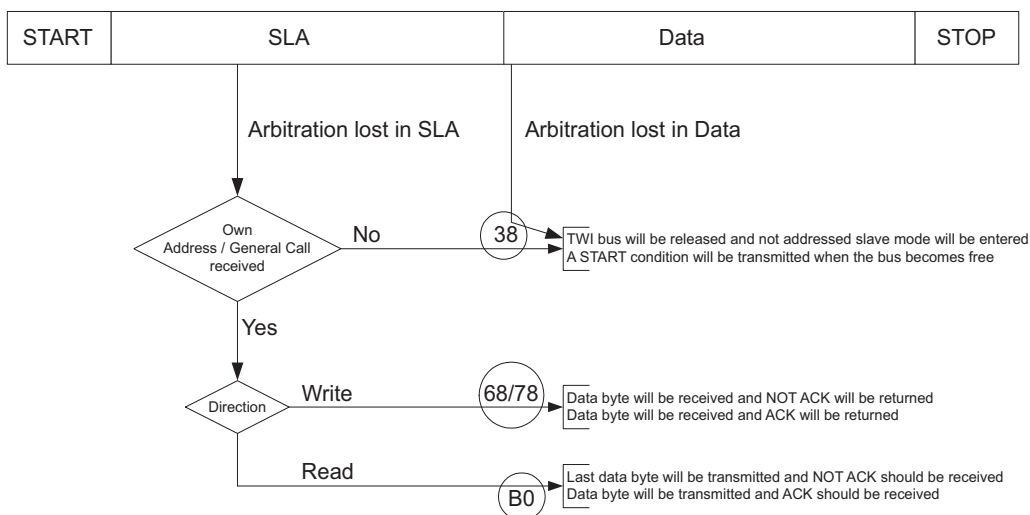 START SLA Data STOP
Arbitration lost in SLA Arbitration lost in Data
Own
Address / General Call
received
No
38
TWI bus will be released and not addressed slave mode will be entered
A START condition will be transmitted when the bus becomes free
Yes
Direction
Write
68/78
Data byte will be received and NOT ACK will be returned
Data byte will be received and ACK will be returned
Read
B0
Last data byte will be transmitted and NOT ACK should be received
Data byte will be transmitted and ACK should be received